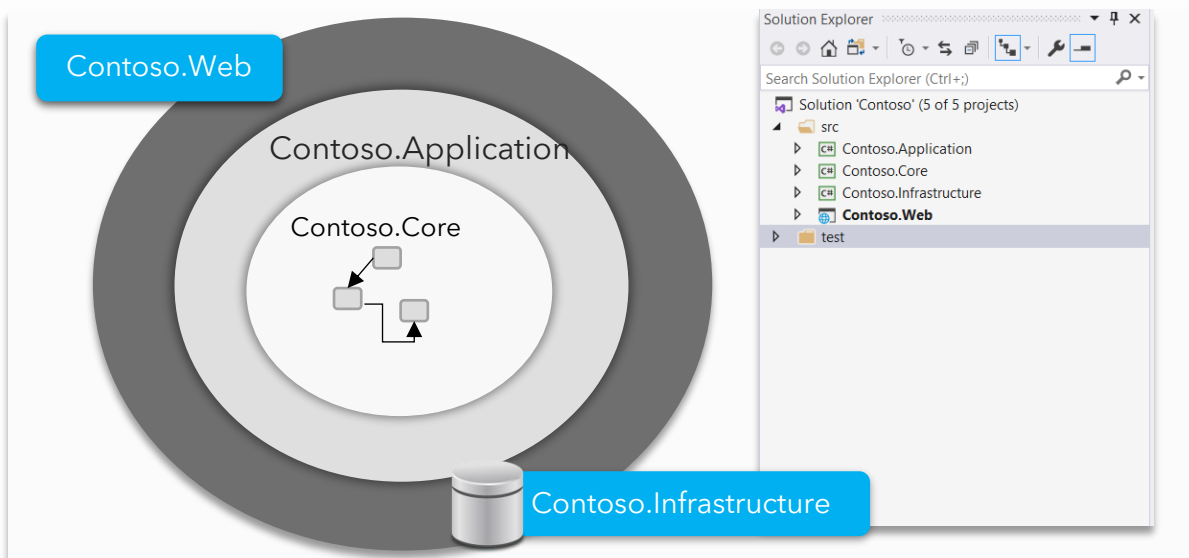 Contoso.Web
Contoso.Application
Contoso.Core
Contoso.Infrastructure
Solution Explorer
Search Solution Explorer (Ctrl+;)
Solution 'Contoso' (5 of 5 projects)
src
C# Contoso.Application
C# Contoso.Core
C# Contoso.Infrastructure
Contoso.Web
test